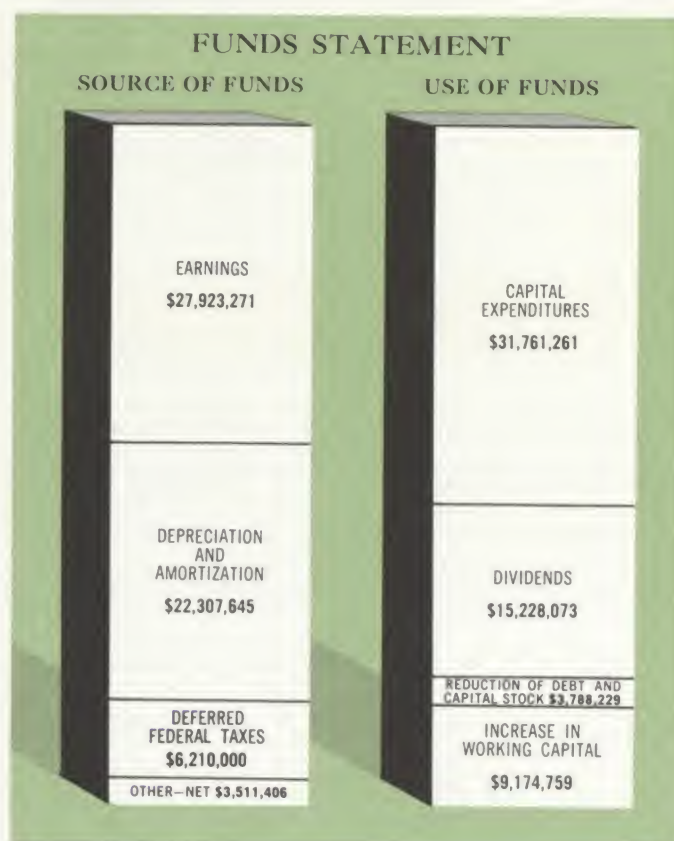 FUNDS STATEMENT
SOURCE OF FUNDS
EARNINGS
$27,923,271
DEPRECIATION
AND
AMORTIZATION
$22,307,645
DEFERRED
FEDERAL TAXES
$6,210,000
OTHER—NET $3,511,406
USE OF FUNDS
CAPITAL
EXPENDITURES
$31,761,261
DIVIDENDS
$15,228,073
REDUCTION OF DEBT AND
CAPITAL STOCK $3,788,229
INCREASE IN
WORKING CAPITAL
$9,174,759